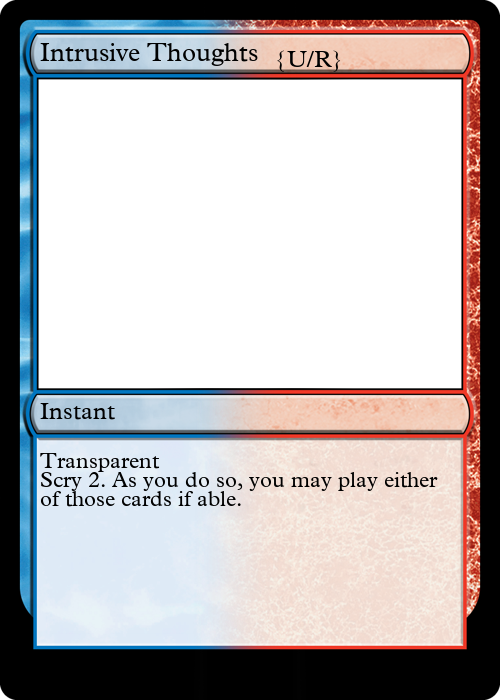 Intrusive Thoughts {U/R}
Instant
Transparent
Scry 2. As you do so, you may play either
of those cards if able.